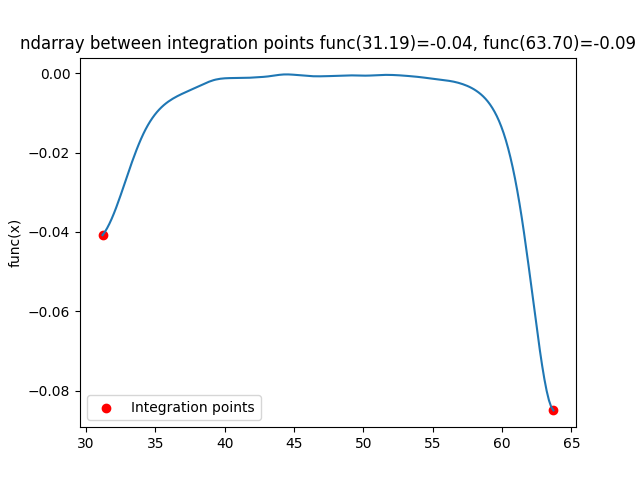 ndarray between integration points func(31.19)=-0.04, func(63.70)=-0.09
0.00
−0.02
−0.04
−0.06
−0.08
func(x)
Integration points
30 35 40 45 50 55 60 65